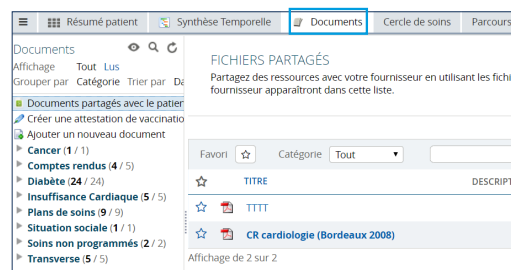 Résumé patient Synthèse Temporelle Documents Cercle de soins Parcours
Documents
Affichage Tout Lus
Grouper par Catégorie Trier par Da
Documents partagés avec le patien
Créer une attestation de vaccinatio
Ajouter un nouveau document
Cancer (1 / 1)
Comptes rendus (4 / 5)
Diabète (24 / 24)
Insuffisance Cardiaque (5 / 5)
Plans de soins (9 / 9)
Situation sociale (1 / 1)
Soins non programmés (2 / 2)
Transverse (5 / 5)
FICHIERS PARTAGÉS
Partagez des ressources avec votre fournisseur en utilisant les fichi
fournisseur apparaîtront dans cette liste.
Favori Catégorie Tout
TITRE DESCRIPT
TTTT
CR cardiologie (Bordeaux 2008)
Affichage de 2 sur 2